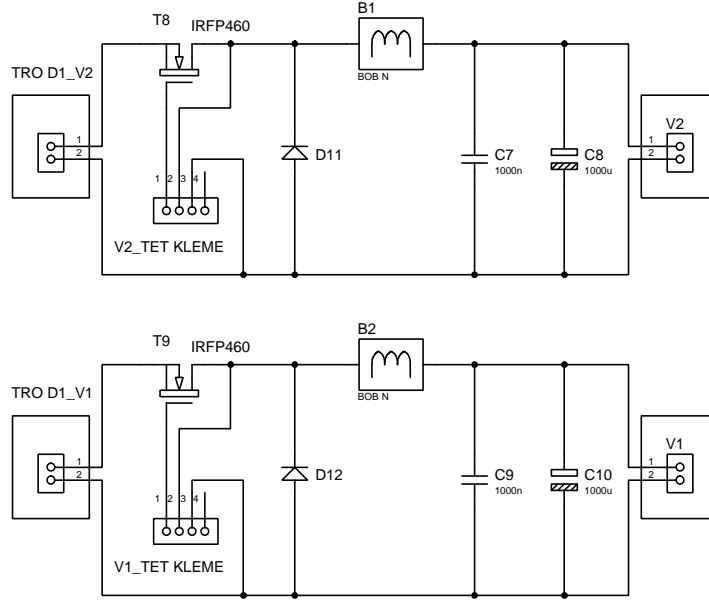 B1
T8 IRFP460
TRO D1_V2
BOB N
V2
1
2
1
2
D11
C7
1000n
C8
1000u
1 2 3 4
V2_TET KLEME
B2
T9 IRFP460
TRO D1_V1
BOB N
V1
1
2
1
2
D12
C9
1000n
C10
1000u
1 2 3 4
V1_TET KLEME